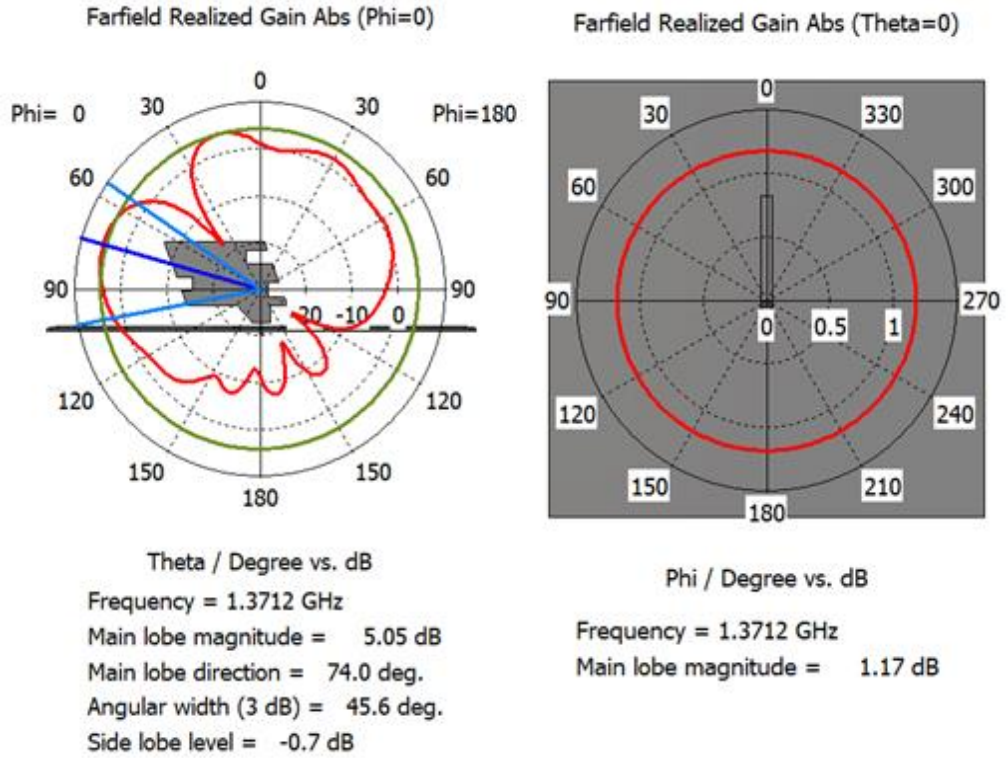 Farfield Realized Gain Abs (Phi=0)
Phi= 0
Phi=180
0
30
30
60
60
90
90
120
120
150
150
180
-20
-10
0
Theta / Degree vs. dB
Frequency = 1.3712 GHz
Main lobe magnitude = 5.05 dB
Main lobe direction = 74.0 deg.
Angular width (3 dB) = 45.6 deg.
Side lobe level = -0.7 dB
Farfield Realized Gain Abs (Theta=0)
0
30
330
60
300
90
270
0
0.5
1
120
240
150
210
180
Phi / Degree vs. dB
Frequency = 1.3712 GHz
Main lobe magnitude = 1.17 dB